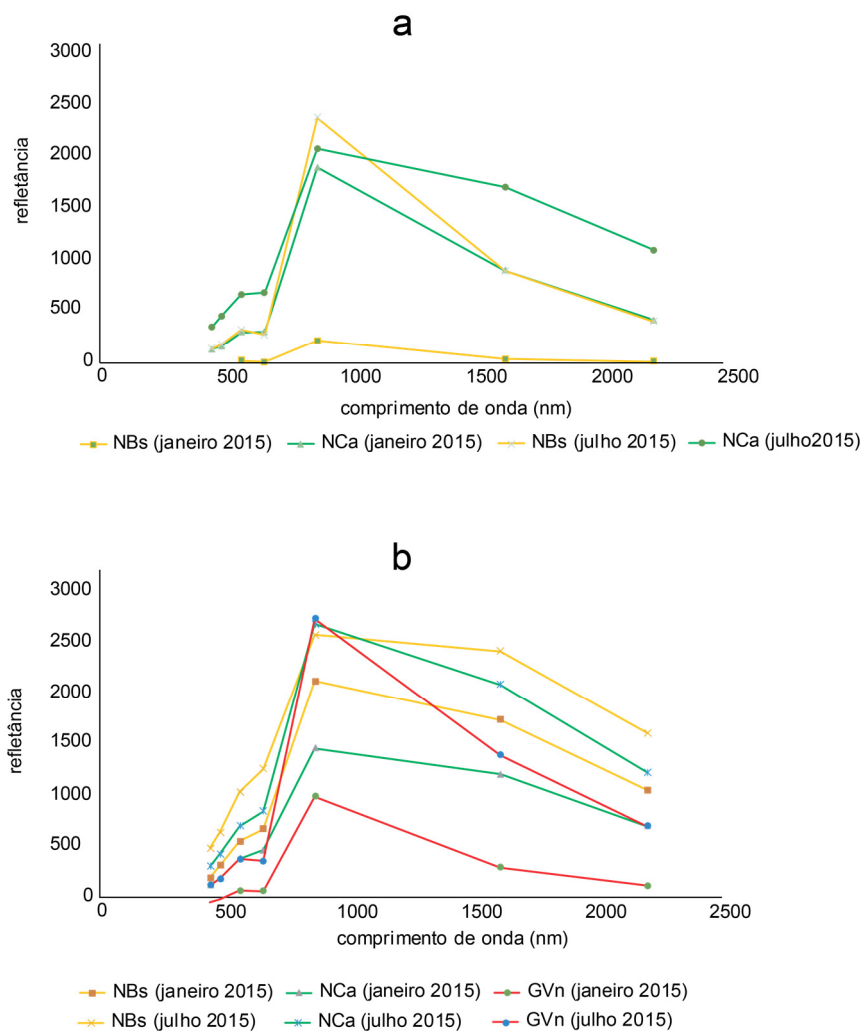 a
3000
2500
2000
1500
1000
500
0
refletância
0 500 1000 1500 2000 2500
comprimento de onda (nm)
NBs (janeiro 2015) NCa (janeiro 2015) NBs (julho 2015) NCa (julho2015)
b
3000
2500
2000
1500
1000
500
0
refletância
0 500 1000 1500 2000 2500
comprimento de onda (nm)
NBs (janeiro 2015) NCa (janeiro 2015) GVn (janeiro 2015)
NBs (julho 2015) NCa (julho 2015) GVn (julho 2015)